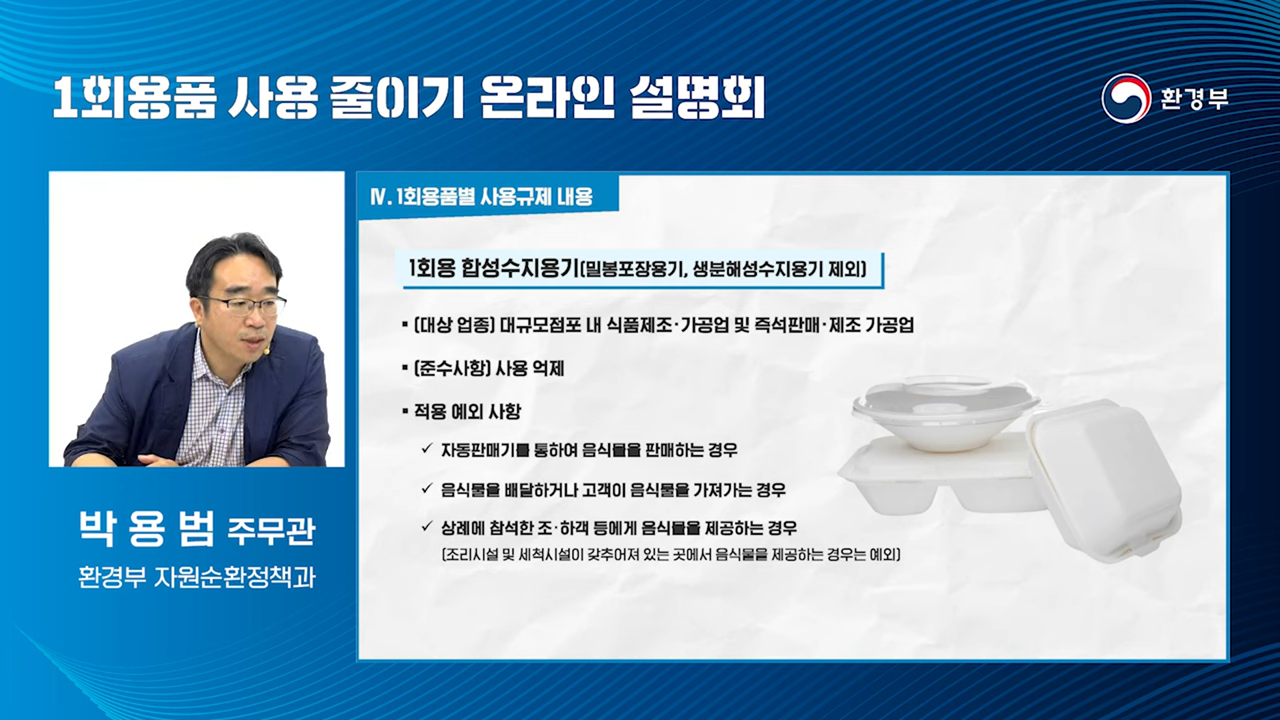 1회용품 사용 줄이기 온라인 설명회
환경부
Ⅳ. 1회용품별 사용규제 내용
1회용 합성수지용기(밀봉포장용기, 생분해성수지용기 제외)
▪ (대상 업종) 대규모점포 내 식품제조·가공업 및 즉석판매·제조 가공업
▪ (준수사항) 사용 억제
▪ 적용 예외 사항
✓ 자동판매기를 통하여 음식물을 판매하는 경우
✓ 음식물을 배달하거나 고객이 음식물을 가져가는 경우
✓ 상례에 참석한 조·하객 등에게 음식물을 제공하는 경우
(조리시설 및 세척시설이 갖추어져 있는 곳에서 음식물을 제공하는 경우는 예외)
박용범 주무관
환경부 자원순환정책과